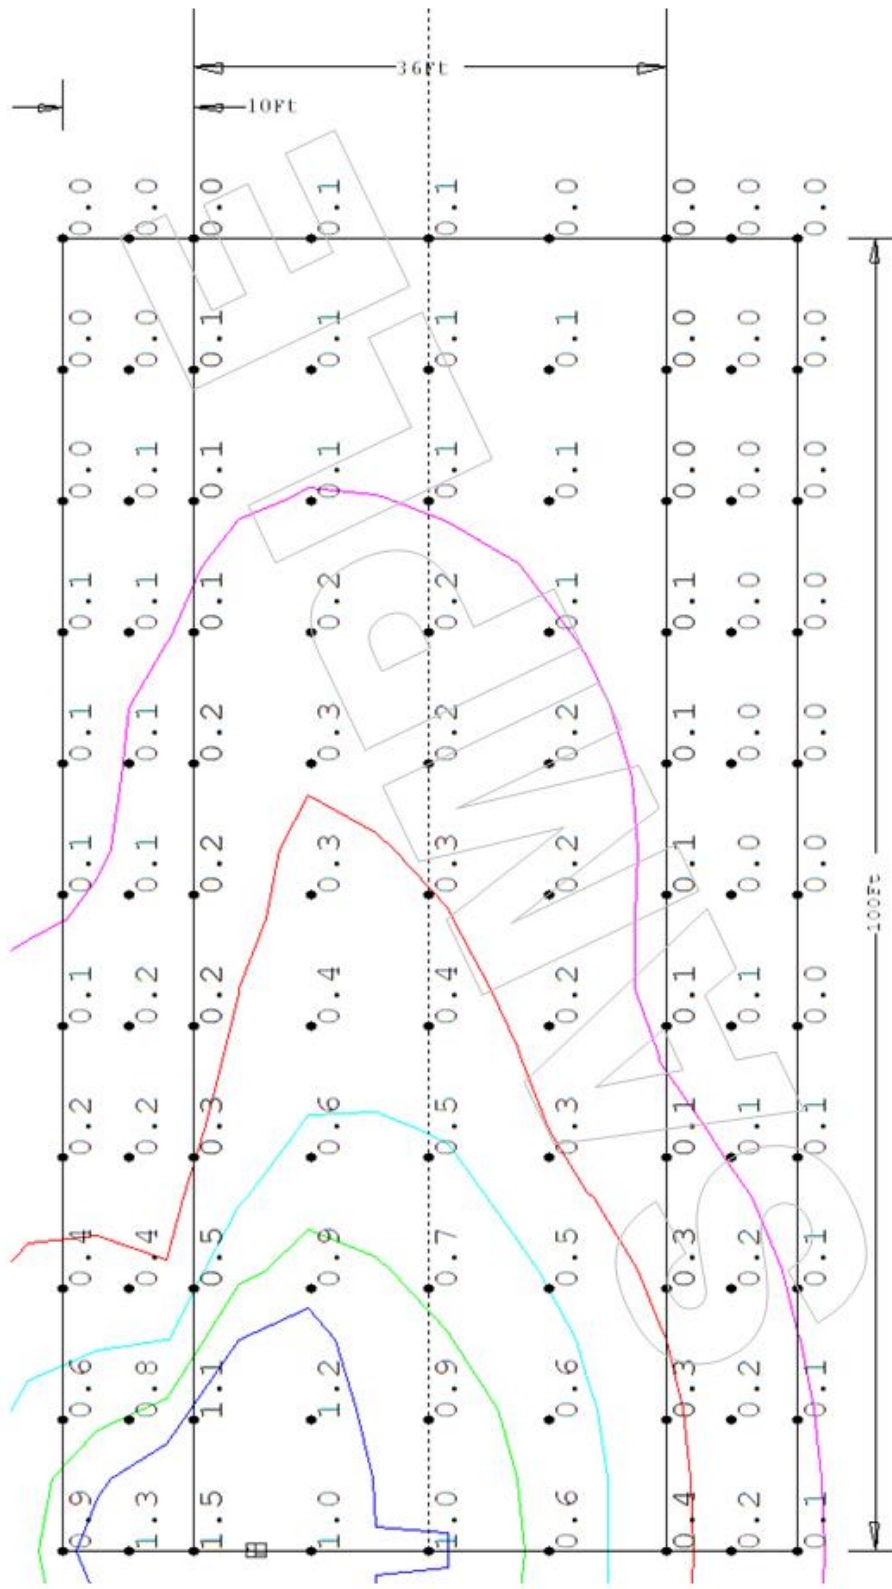 36Ft
10Ft
0.0 0.0 0.0 0.1 0.1 0.0 0.0 0.0 0.0
0.0 0.0 0.1 0.1 0.1 0.1 0.0 0.0 0.0
0.0 0.1 0.1 0.1 0.1 0.1 0.0 0.0 0.0
0.1 0.1 0.1 0.2 0.2 0.1 0.1 0.0 0.0
0.1 0.1 0.2 0.3 0.2 0.2 0.1 0.0 0.0
0.1 0.1 0.2 0.3 0.3 0.2 0.1 0.0 0.0
0.1 0.2 0.2 0.4 0.4 0.2 0.1 0.1 0.0
0.2 0.2 0.3 0.6 0.5 0.3 0.1 0.1 0.1
0.4 0.4 0.5 0.9 0.7 0.5 0.3 0.2 0.1
0.6 0.8 1.1 1.2 0.9 0.6 0.3 0.2 0.1
0.9 1.3 1.5 1.0 1.0 0.6 0.4 0.2 0.1
100Ft
SAMPLE